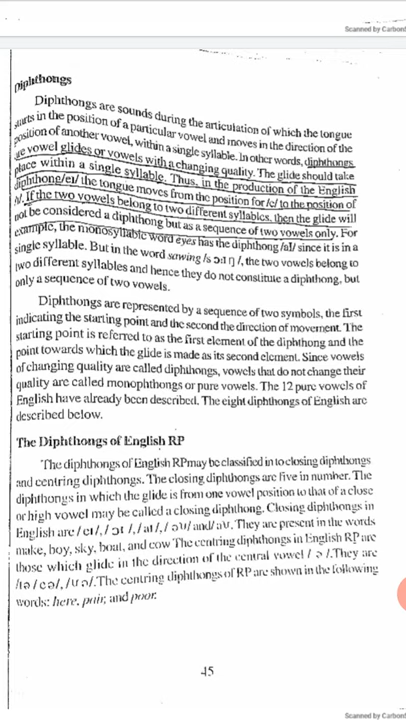 Scanned by Carbonf
Diphthongs
Diphthongs are sounds during the articulation of which the tongue
starts in the position of a particular vowel and moves in the direction of the
position of another vowel, within a single syllable. In other words, diphthongs
are vowel glides or vowels with a changing quality. The glide should take
place within a single syllable. Thus, in the production of the English
diphthong/eɪ/ the tongue moves from the position for /e/ to the position of
/ɪ/. If the two vowels belong to two different syllables, then the glide will
not be considered a diphthong but as a sequence of two vowels only. For
example, the monosyllabic word eyes has the diphthong /aɪ/ since it is in a
single syllable. But in the word sawing /s ɔ:ɪ ŋ /, the two vowels belong to
two different syllables and hence they do not constitute a diphthong, but
only a sequence of two vowels.
Diphthongs are represented by a sequence of two symbols, the first
indicating the starting point and the second the direction of movement. The
starting point is referred to as the first element of the diphthong and the
point towards which the glide is made as its second element. Since vowels
of changing quality are called diphthongs, vowels that do not change their
quality are called monophthongs or pure vowels. The 12 pure vowels of
English have already been described. The eight diphthongs of English are
described below.
The Diphthongs of English RP
The diphthongs of English RP may be classified in to closing diphthongs
and centring diphthongs. The closing diphthongs are five in number. The
diphthongs in which the glide is from one vowel position to that of a close
or high vowel may be called a closing diphthong. Closing diphthongs in
English are / eɪ /, / ɔɪ /, / aɪ /, / əʊ/ and/ aʊ/. They are present in the words
make, boy, sky, boat, and cow The centring diphthongs in English RP are
those which glide in the direction of the central vowel / ə /.They are
/ɪə / eə/, /ʊ ə/.The centring diphthongs of RP are shown in the following
words: here, pair, and poor.
45
Scanned by Carbonf